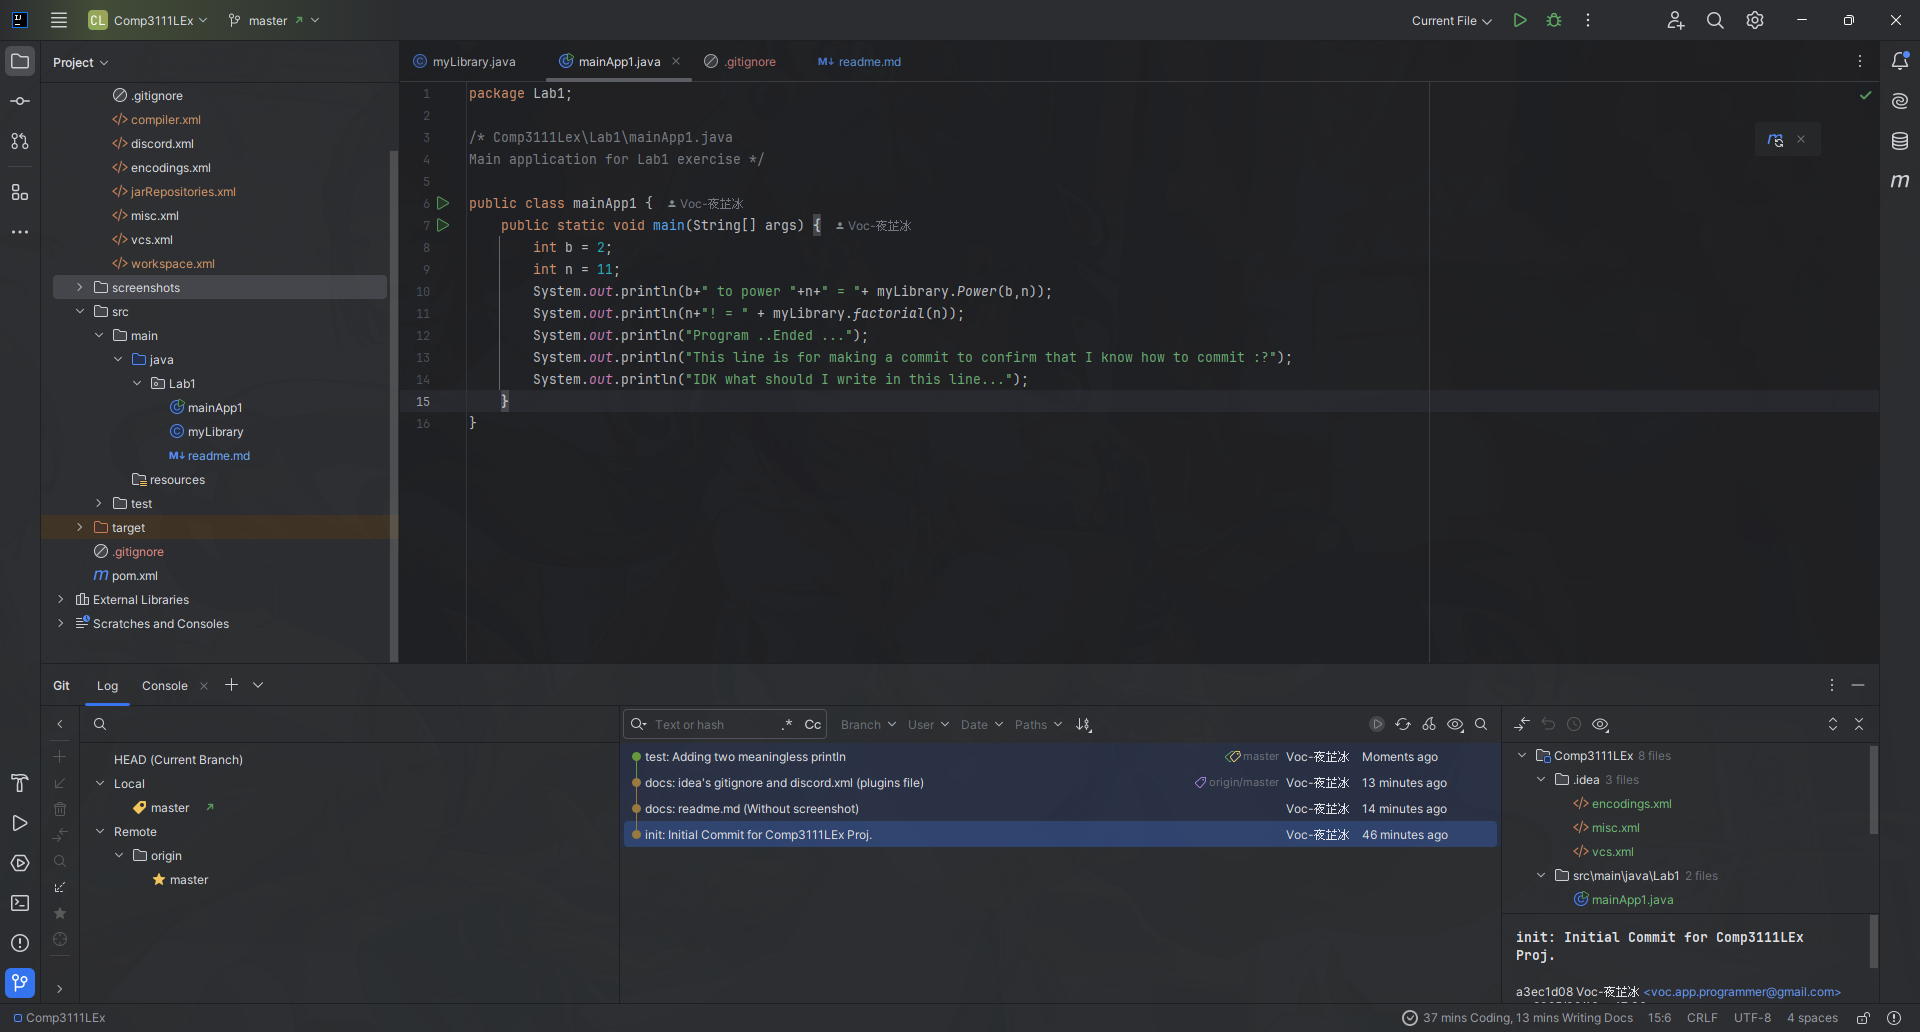 CL Comp3111LEx master Current File
Project
.gitignore
compiler.xml
discord.xml
encodings.xml
jarRepositories.xml
misc.xml
vcs.xml
workspace.xml
screenshots
src
main
java
Lab1
mainApp1
myLibrary
M↓ readme.md
resources
test
target
.gitignore
m pom.xml
External Libraries
Scratches and Consoles
myLibrary.java mainApp1.java .gitignore M↓ readme.md
1 package Lab1;
2
3 /* Comp3111Lex\Lab1\mainApp1.java
4 Main application for Lab1 exercise */
5
6 public class mainApp1 { Voc-夜芷冰
7 public static void main(String[] args) { Voc-夜芷冰
8 int b = 2;
9 int n = 11;
10 System.out.println(b+" to power "+n+" = "+ myLibrary.Power(b,n));
11 System.out.println(n+"! = " + myLibrary.factorial(n));
12 System.out.println("Program ..Ended ...");
13 System.out.println("This line is for making a commit to confirm that I know how to commit :?");
14 System.out.println("IDK what should I write in this line...");
15 }
16 }
Git Log Console
HEAD (Current Branch)
Local
master
Remote
origin
master
Text or hash .* Cc Branch User Date Paths
test: Adding two meaningless println master Voc-夜芷冰 Moments ago
docs: idea's gitignore and discord.xml (plugins file) origin/master Voc-夜芷冰 13 minutes ago
docs: readme.md (Without screenshot) Voc-夜芷冰 14 minutes ago
init: Initial Commit for Comp3111LEx Proj. Voc-夜芷冰 46 minutes ago
Comp3111LEx 8 files
.idea 3 files
encodings.xml
misc.xml
vcs.xml
src\main\java\Lab1 2 files
mainApp1.java
init: Initial Commit for Comp3111LEx
Proj.
a3ec1d08 Voc-夜芷冰 <voc.app.programmer@gmail.com>
Comp3111LEx 37 mins Coding, 13 mins Writing Docs 15:6 CRLF UTF-8 4 spaces